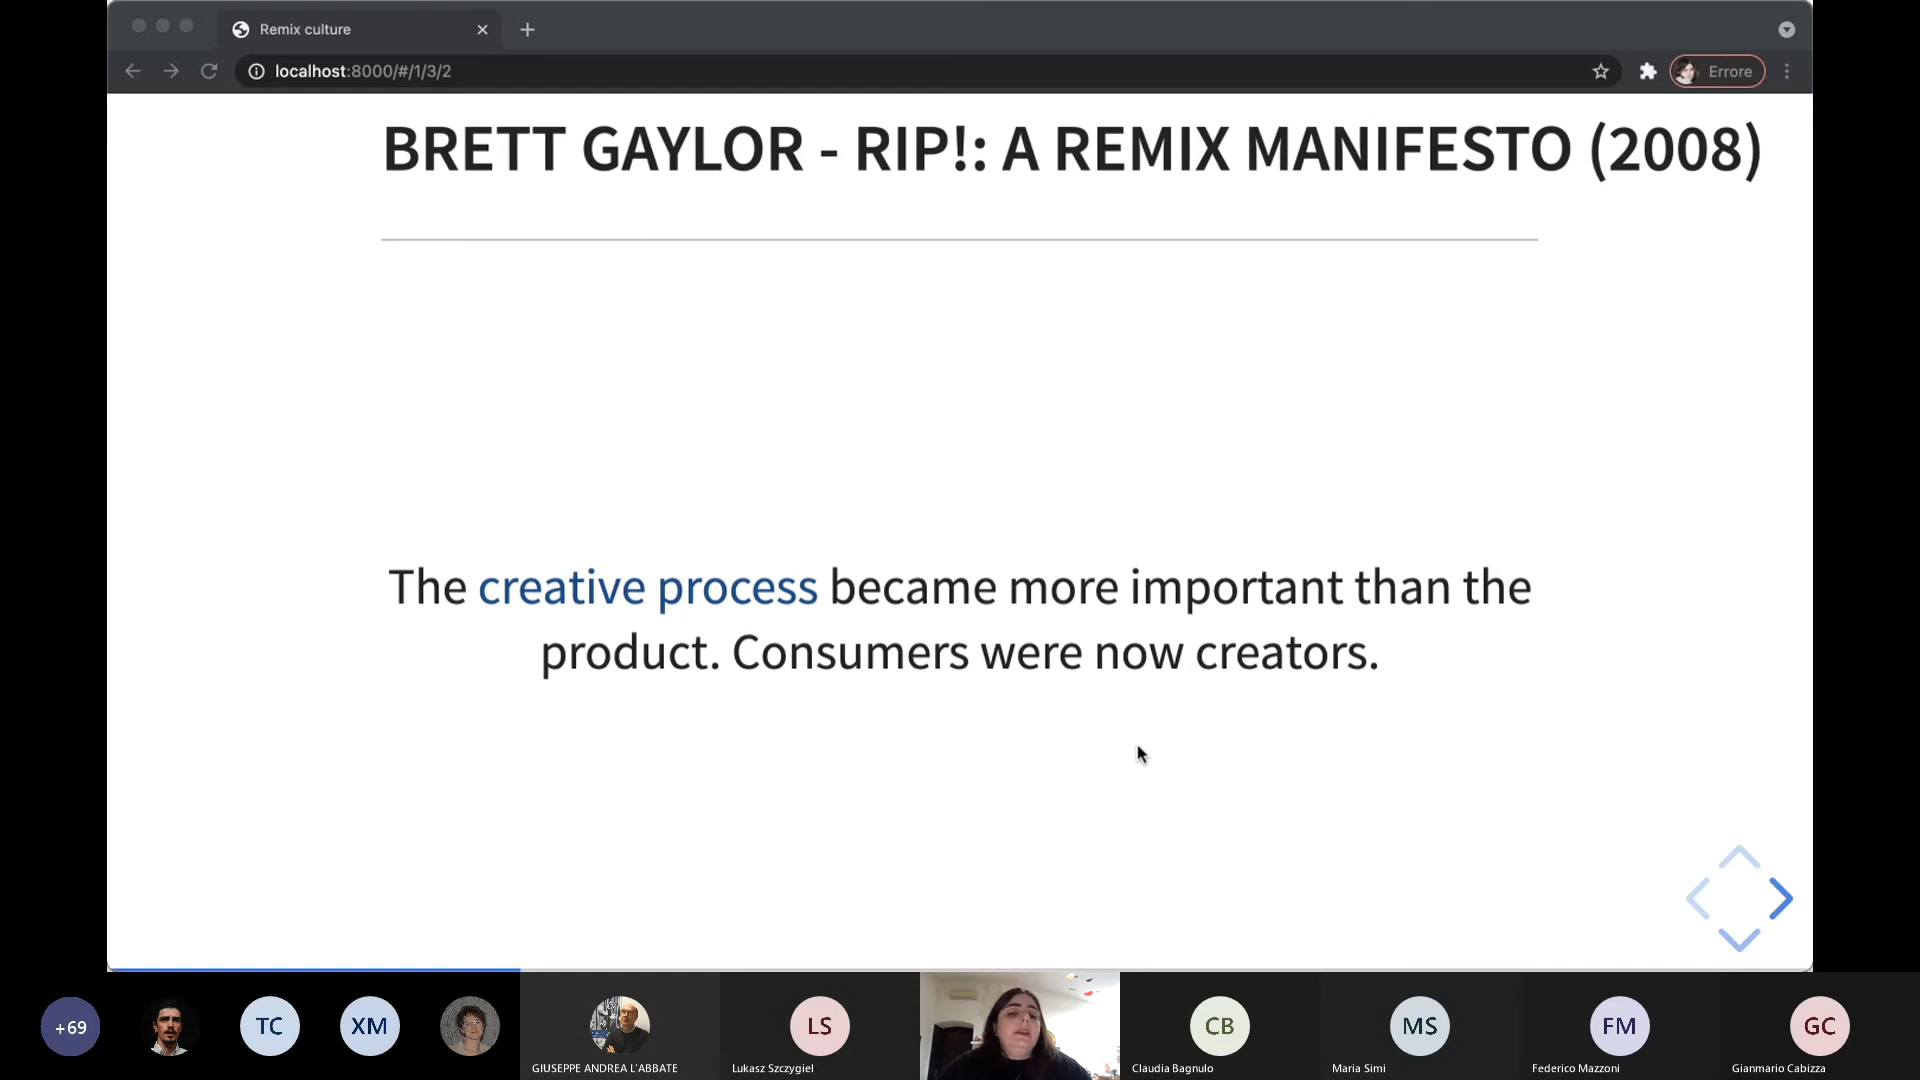 Remix culture
localhost:8000/#/1/3/2
Errore
BRETT GAYLOR - RIP!: A REMIX MANIFESTO (2008)
The creative process became more important than the
product. Consumers were now creators.
+69
TC
XM
GIUSEPPE ANDREA L'ABBATE
LS
Lukasz Szczygiel
CB
Claudia Bagnulo
MS
Maria Simi
FM
Federico Mazzoni
GC
Gianmario Cabizza